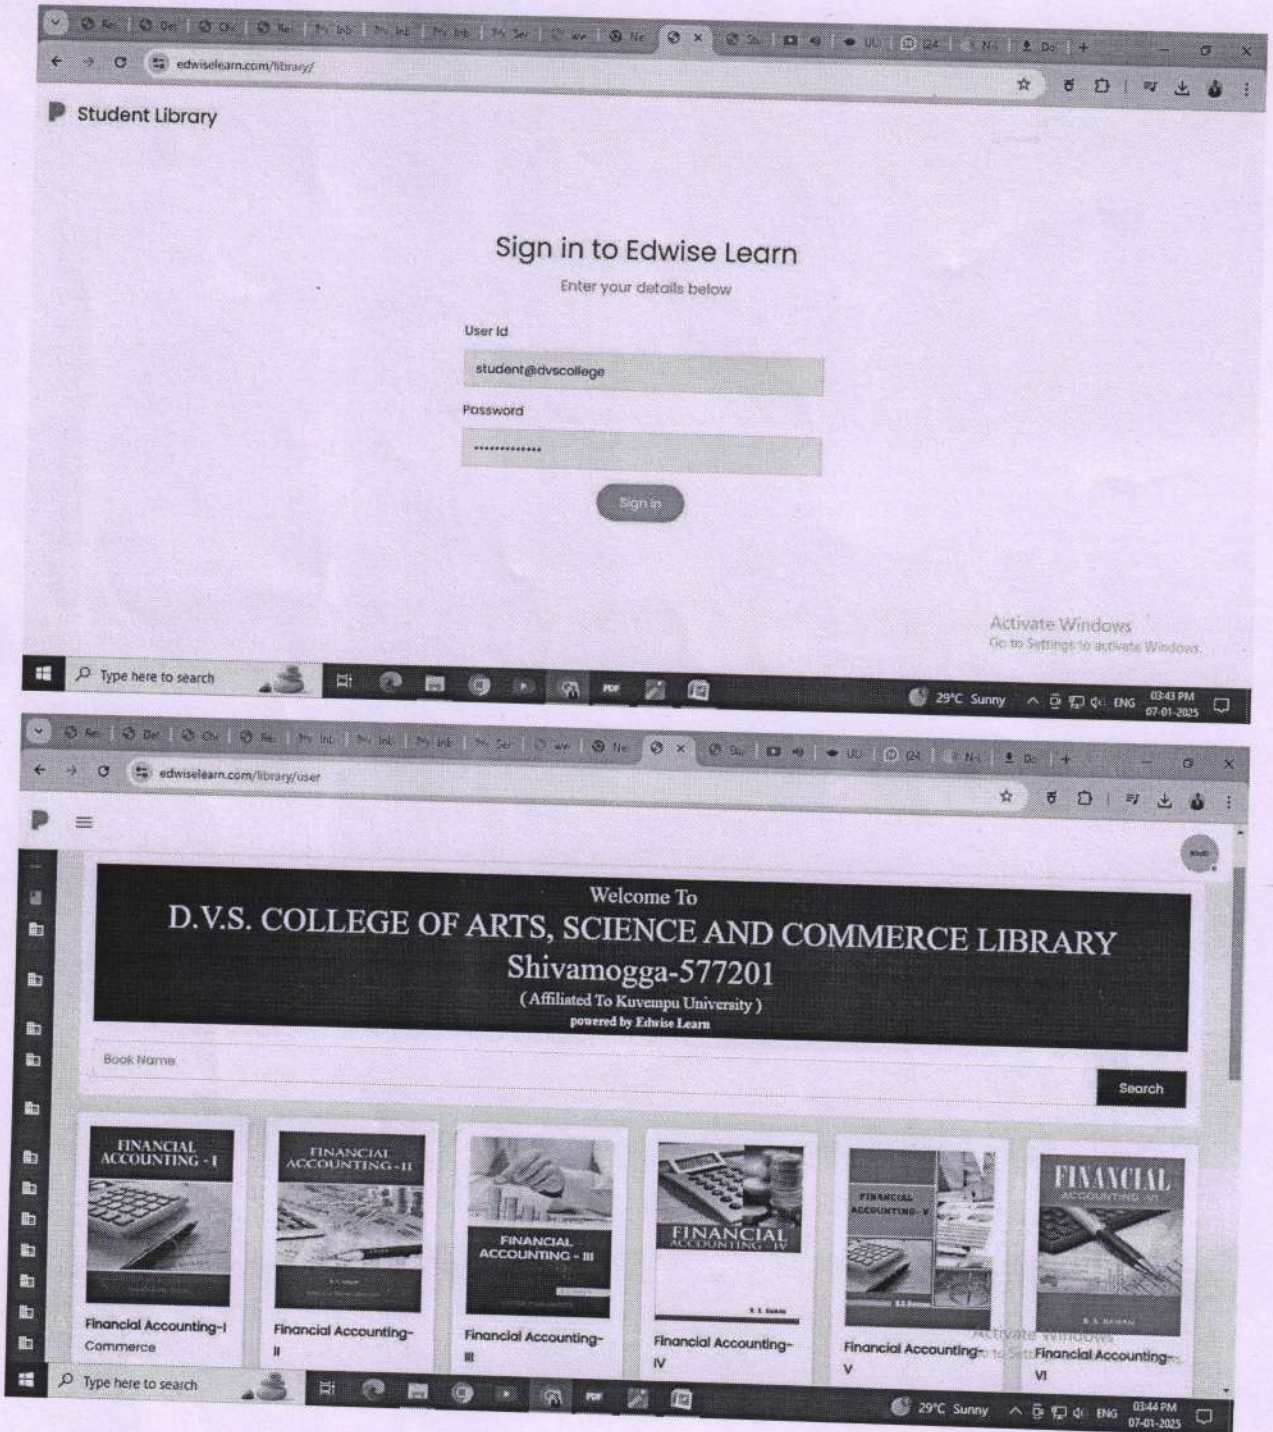 edwiselearn.com/library/
Student Library
Sign in to Edwise Learn
Enter your details below
User Id
student@dvscollege
Password
•••••••••••••
Sign in
Activate Windows
Go to Settings to activate Windows.
Type here to search
PDF
29°C Sunny
ENG
03:43 PM
07-01-2025
edwiselearn.com/library/user
Welcome To
D.V.S. COLLEGE OF ARTS, SCIENCE AND COMMERCE LIBRARY
Shivamogga-577201
( Affiliated To Kuvempu University )
powered by Edwise Learn
Book Name
Search
FINANCIAL
ACCOUNTING - I
FINANCIAL
ACCOUNTING-II
FINANCIAL
ACCOUNTING - III
FINANCIAL
ACCOUNTING - IV
FINANCIAL
ACCOUNTING- V
FINANCIAL
ACCOUNTING -VI
Financial Accounting-I
Commerce
Financial Accounting-
II
Financial Accounting-
III
Financial Accounting-
IV
Financial Accounting-
V
Financial Accounting-
VI
Activate Windows
Type here to search
PDF
29°C Sunny
ENG
03:44 PM
07-01-2025